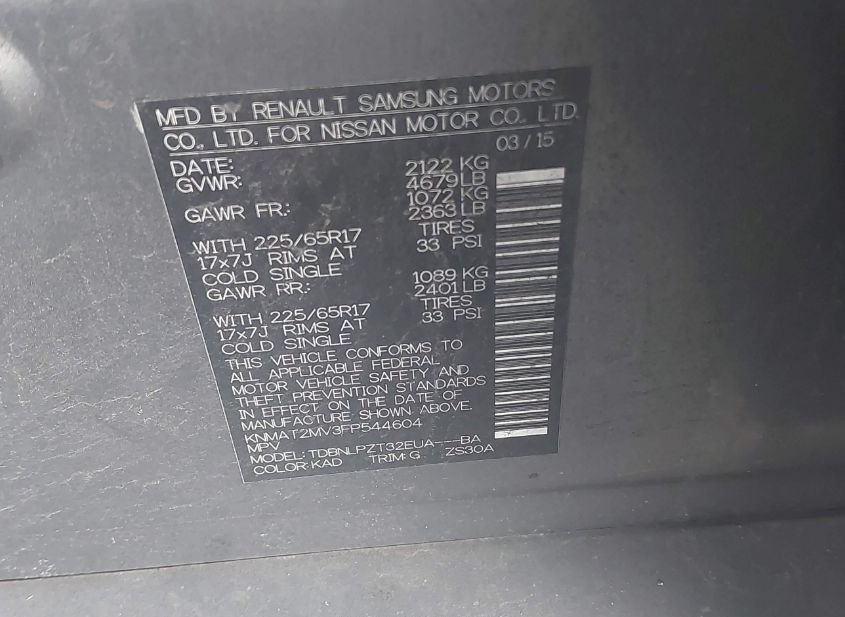 MFD BY RENAULT SAMSUNG MOTORS
CO., LTD. FOR NISSAN MOTOR CO., LTD.
03/15
DATE: 2122 KG
GVWR: 4679 LB
1072 KG
GAWR FR.: 2363 LB
TIRES
WITH 225/65R17 33 PSI
17x7J RIMS AT
COLD SINGLE 1089 KG
GAWR RR.: 2401 LB
TIRES
WITH 225/65R17 33 PSI
17x7J RIMS AT
COLD SINGLE
THIS VEHICLE CONFORMS TO
ALL APPLICABLE FEDERAL
MOTOR VEHICLE SAFETY AND
THEFT PREVENTION STANDARDS
IN EFFECT ON THE DATE OF
MANUFACTURE SHOWN ABOVE.
KNMAT2MV3FP544604
MPV
MODEL: TDBNLPZT32EUA---BA
COLOR: KAD TRIM: G ZS30A